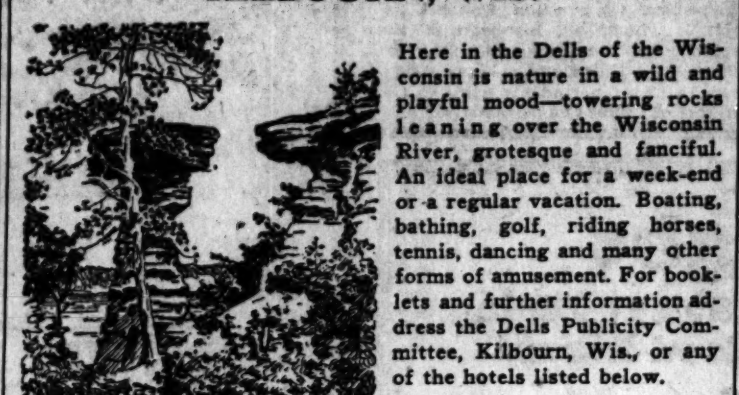 Here in the Dells of the Wis-
consin is nature in a wild and
playful mood—towering rocks
leaning over the Wisconsin
River, grotesque and fanciful.
An ideal place for a week-end
or a regular vacation. Boating,
bathing, golf, riding horses,
tennis, dancing and many other
forms of amusement. For book-
lets and further information ad-
dress the Dells Publicity Com-
mittee, Kilbourn, Wis., or any
of the hotels listed below.